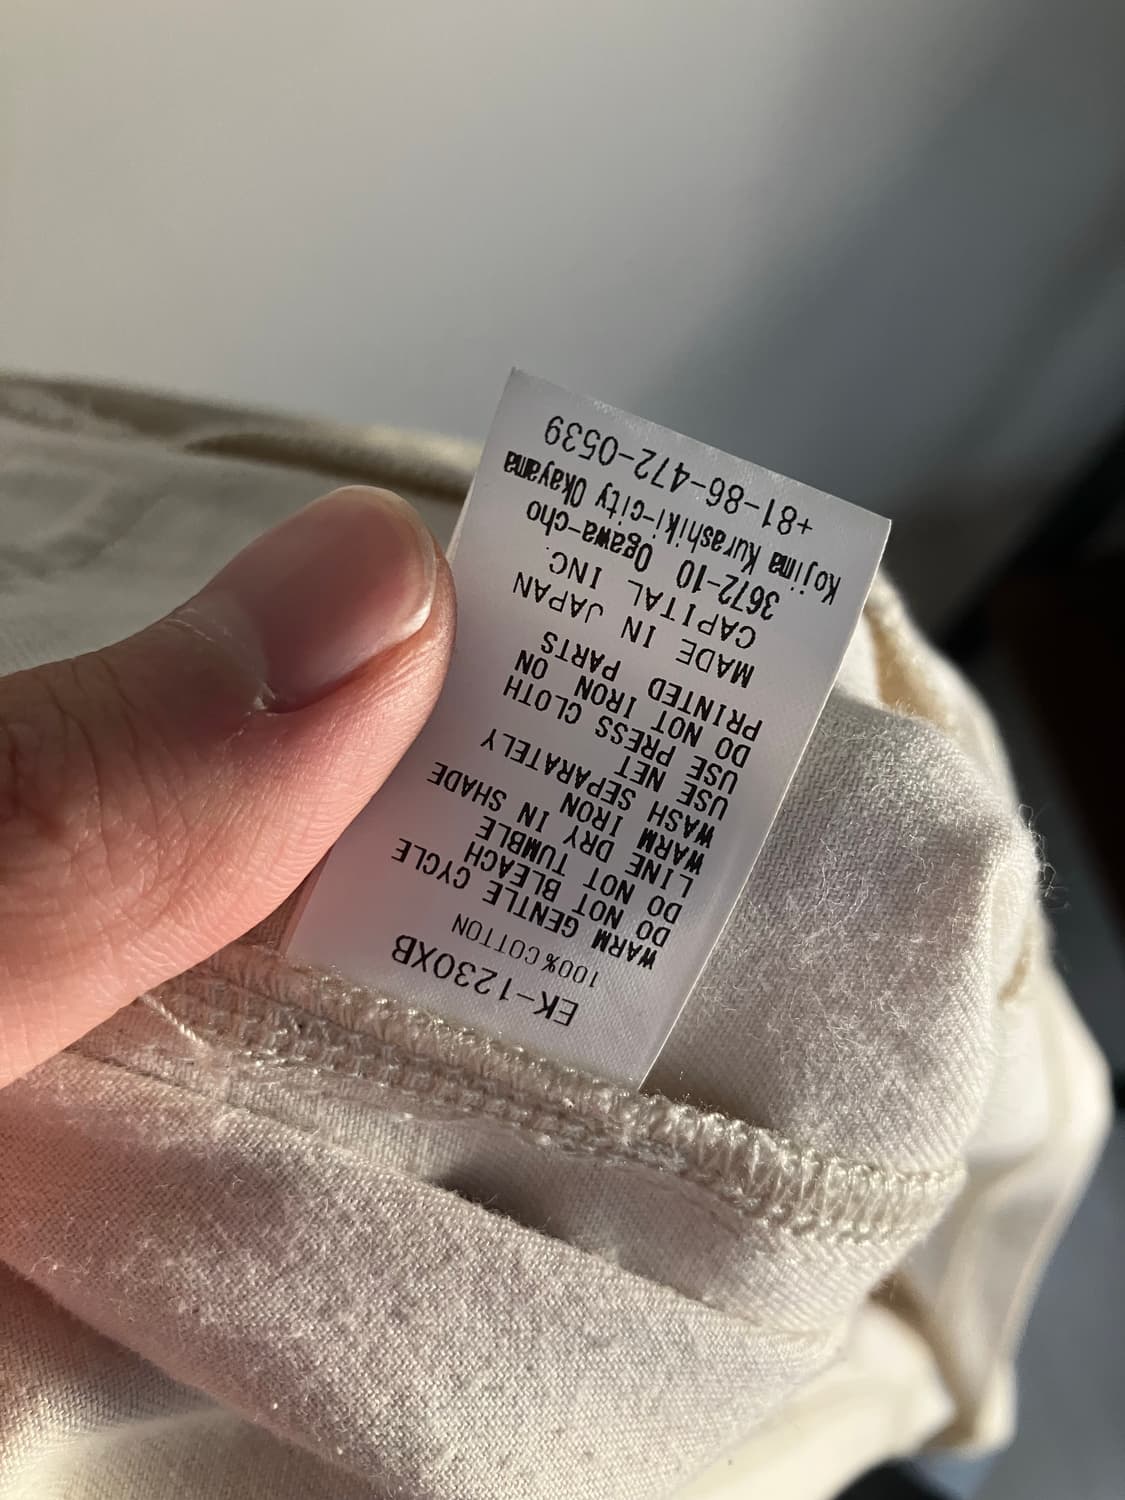 EK-1230XB
100%COTTON
WARM GENTLE CYCLE
DO NOT BLEACH
DO NOT TUMBLE
LINE DRY IN SHADE
WARM IRON
WASH SEPARATELY
USE NET
USE PRESS CLOTH
DO NOT IRON ON
PRINTED PARTS
MADE IN JAPAN
CAPITAL INC.
3672-10 Ogawa-cho
Kojima Kurashiki-city Okayama
+81-86-472-0539